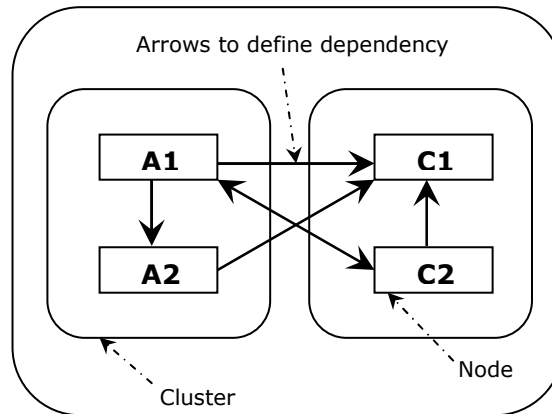 Arrows to define dependency
A1
C1
A2
C2
Node
Cluster